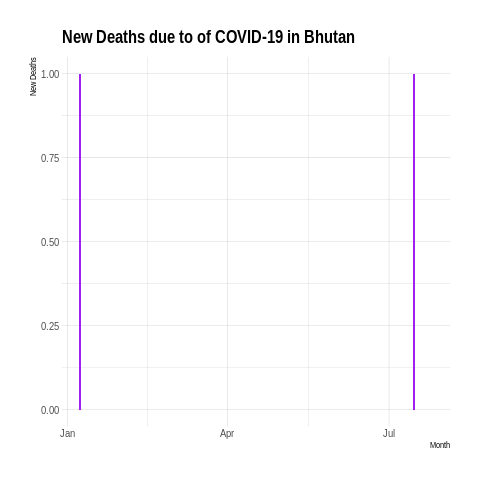 New Deaths due to of COVID-19 in Bhutan
New Deaths
1.00
0.75
0.50
0.25
0.00
Jan
Apr
Jul
Month